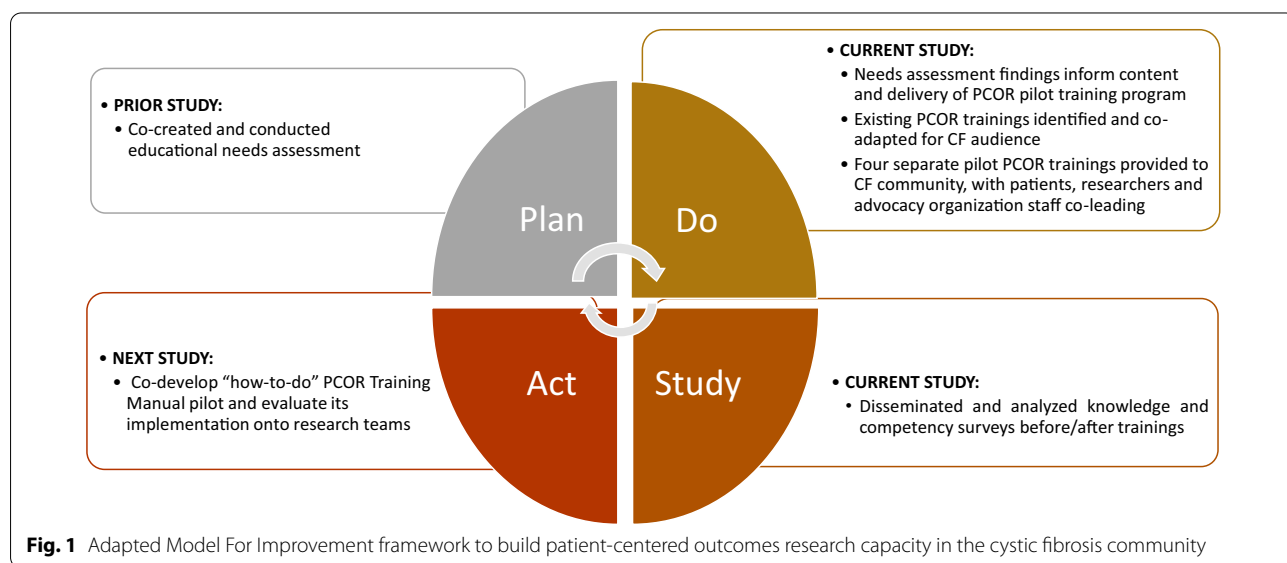 • PRIOR STUDY:
• Co-created and conducted
educational needs assessment
Plan
• CURRENT STUDY:
• Needs assessment findings inform content
and delivery of PCOR pilot training program
• Existing PCOR trainings identified and co-
adapted for CF audience
• Four separate pilot PCOR trainings provided to
CF community, with patients, researchers and
advocacy organization staff co-leading
Do
• NEXT STUDY:
• Co-develop “how-to-do” PCOR Training
Manual pilot and evaluate its
implementation onto research teams
Act
Study
• CURRENT STUDY:
• Disseminated and analyzed knowledge and
competency surveys before/after trainings
Fig. 1 Adapted Model For Improvement framework to build patient-centered outcomes research capacity in the cystic fibrosis community